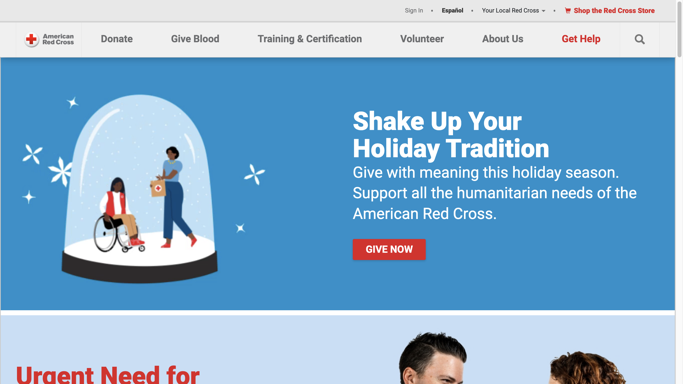 Sign In • Español • Your Local Red Cross • Shop the Red Cross Store
American Red Cross
Donate
Give Blood
Training & Certification
Volunteer
About Us
Get Help
Shake Up Your
Holiday Tradition
Give with meaning this holiday season.
Support all the humanitarian needs of the
American Red Cross.
GIVE NOW
Urgent Need for